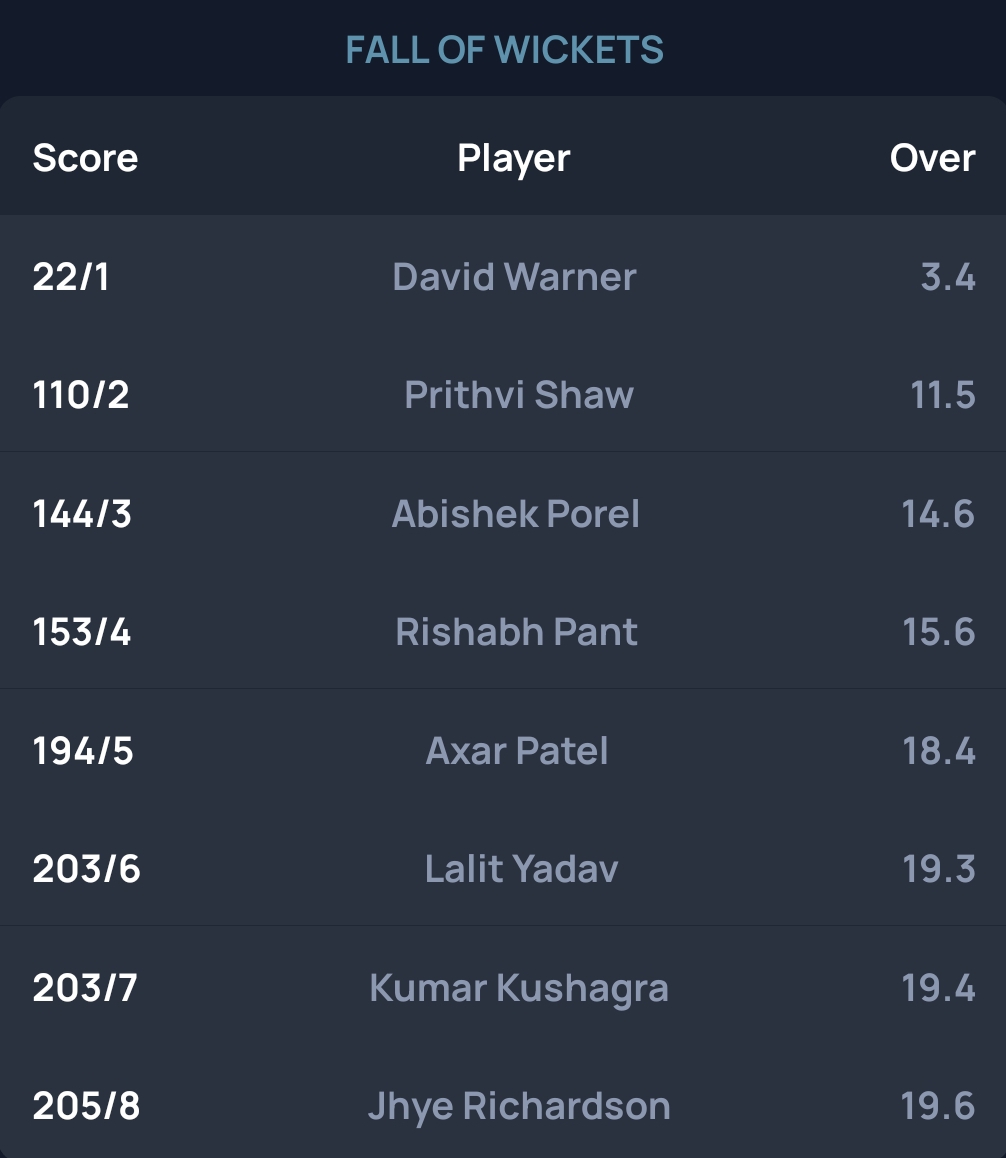 FALL OF WICKETS
Score Player Over
22/1 David Warner 3.4
110/2 Prithvi Shaw 11.5
144/3 Abishek Porel 14.6
153/4 Rishabh Pant 15.6
194/5 Axar Patel 18.4
203/6 Lalit Yadav 19.3
203/7 Kumar Kushagra 19.4
205/8 Jhye Richardson 19.6